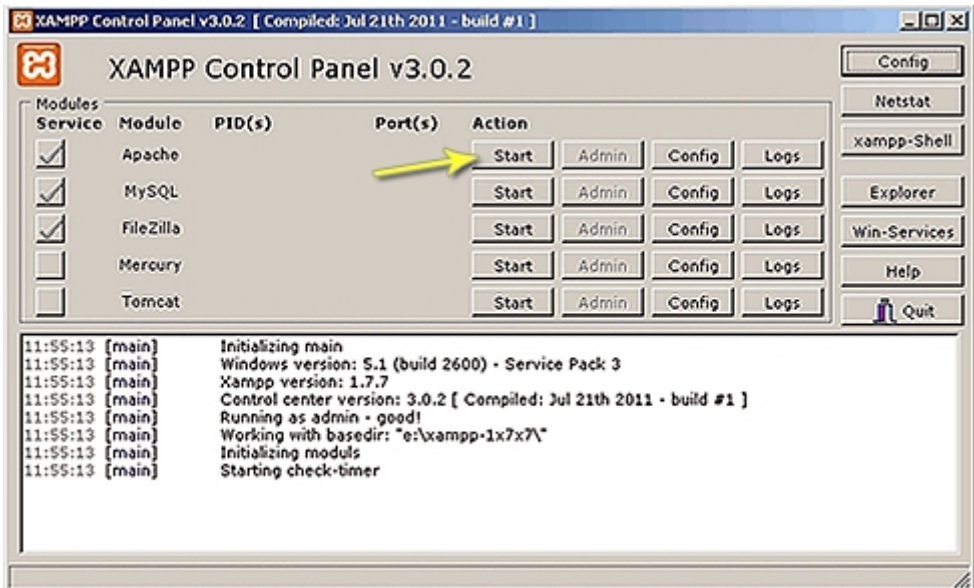 XAMPP Control Panel v3.0.2 [ Compiled: Jul 21th 2011 - build #1 ]
XAMPP Control Panel v3.0.2
Config
Netstat
xampp-Shell
Explorer
Win-Services
Help
Quit
Modules
Service Module PID(s) Port(s) Action
Apache Start Admin Config Logs
MySQL Start Admin Config Logs
FileZilla Start Admin Config Logs
Mercury Start Admin Config Logs
Tomcat Start Admin Config Logs
11:55:13 [main] Initializing main
11:55:13 [main] Windows version: 5.1 (build 2600) - Service Pack 3
11:55:13 [main] Xampp version: 1.7.7
11:55:13 [main] Control center version: 3.0.2 [ Compiled: Jul 21th 2011 - build #1 ]
11:55:13 [main] Running as admin - good!
11:55:13 [main] Working with basedir: "e:\xampp-1x7x7\"
11:55:13 [main] Initializing moduls
11:55:13 [main] Starting check-timer